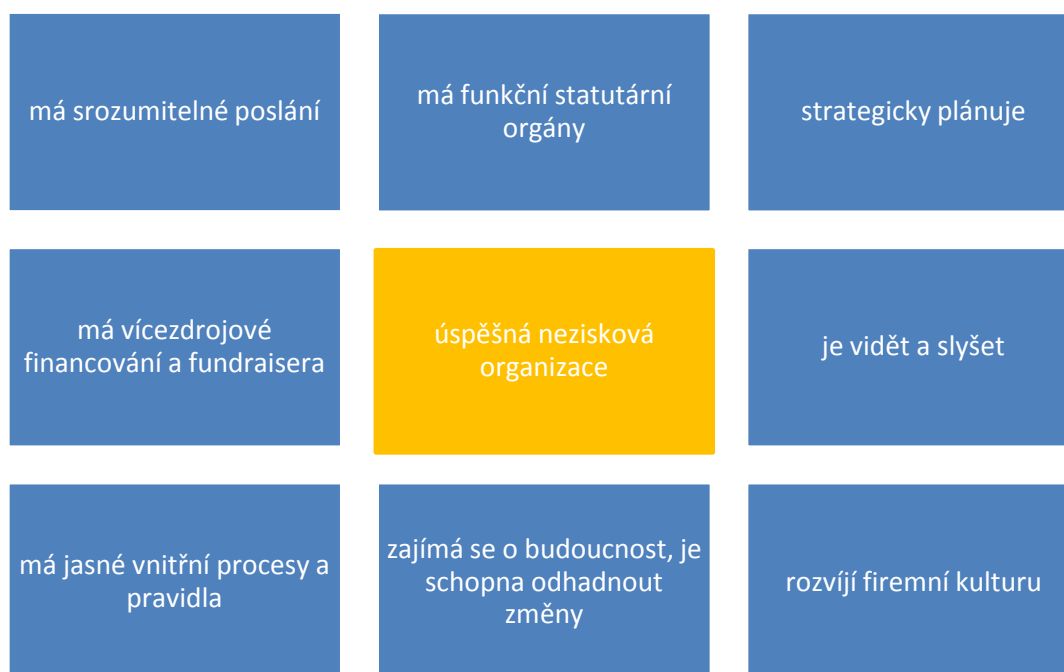 má srozumitelné poslání
má funkční statutární
orgány
strategicky plánuje
má vícezdrojové
financování a fundraisera
úspěšná nezisková
organizace
je vidět a slyšet
má jasné vnitřní procesy a
pravidla
zajímá se o budoucnost, je
schopna odhadnout
změny
rozvíjí firemní kulturu